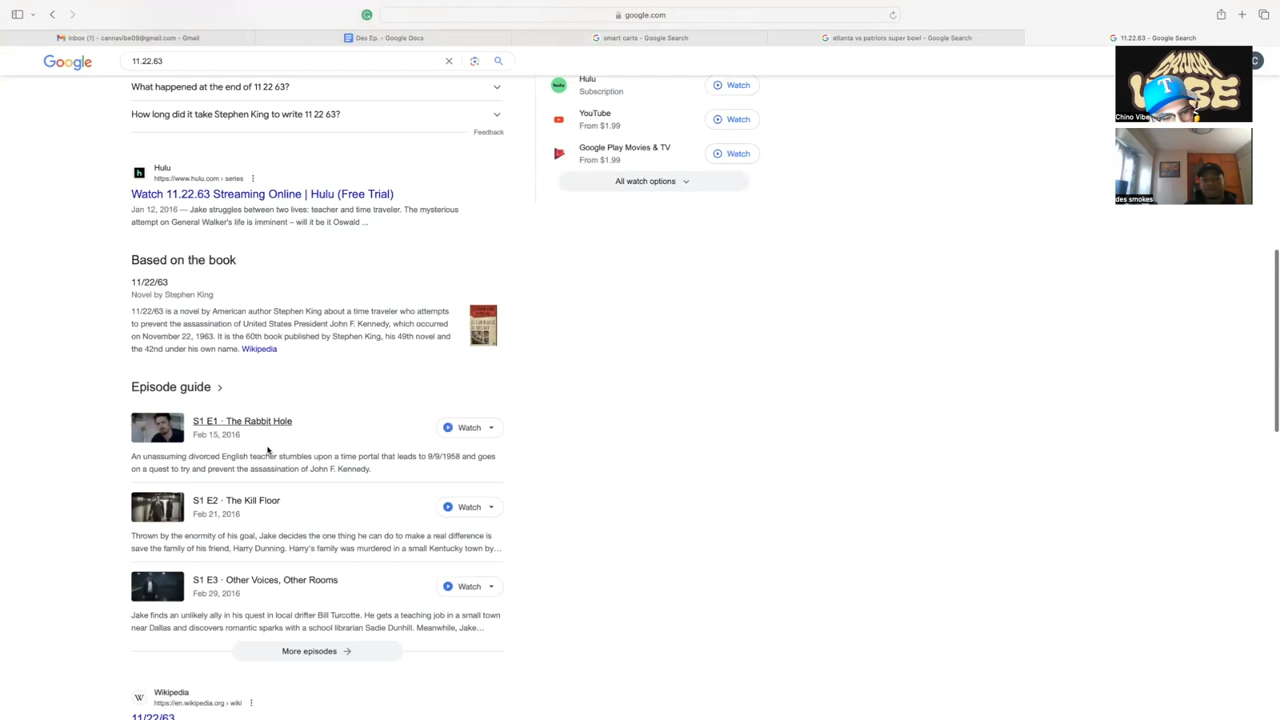 google.com
Inbox (1) - cannavibe09@gmail.com - Gmail
Des Ep. - Google Docs
smart carts - Google Search
atlanta vs patriots super bowl - Google Search
11.22.63 - Google Search
Google
11.22.63
C
What happened at the end of 11 22 63?
How long did it take Stephen King to write 11 22 63?
Feedback
hulu
Hulu
Subscription
Watch
YouTube
From $1.99
Watch
Google Play Movies & TV
From $1.99
Watch
All watch options
CANNA
VIBE
T
Chino Vibe
des smokes
h
Hulu
https://www.hulu.com › series
Watch 11.22.63 Streaming Online | Hulu (Free Trial)
Jan 12, 2016 — Jake struggles between two lives: teacher and time traveler. The mysterious
attempt on General Walker's life is imminent – will it be it Oswald ...
Based on the book
11/22/63
Novel by Stephen King
11/22/63 is a novel by American author Stephen King about a time traveler who attempts
to prevent the assassination of United States President John F. Kennedy, which occurred
on November 22, 1963. It is the 60th book published by Stephen King, his 49th novel and
the 42nd under his own name. Wikipedia
Episode guide
S1 E1 · The Rabbit Hole
Feb 15, 2016
Watch
An unassuming divorced English teacher stumbles upon a time portal that leads to 9/9/1958 and goes
on a quest to try and prevent the assassination of John F. Kennedy.
S1 E2 · The Kill Floor
Feb 21, 2016
Watch
Thrown by the enormity of his goal, Jake decides the one thing he can do to make a real difference is
save the family of his friend, Harry Dunning. Harry's family was murdered in a small Kentucky town by...
S1 E3 · Other Voices, Other Rooms
Feb 29, 2016
Watch
Jake finds an unlikely ally in his quest in local drifter Bill Turcotte. He gets a teaching job in a small town
near Dallas and discovers romantic sparks with a school librarian Sadie Dunhill. Meanwhile, Jake...
More episodes
W
Wikipedia
https://en.wikipedia.org › wiki
11/22/63